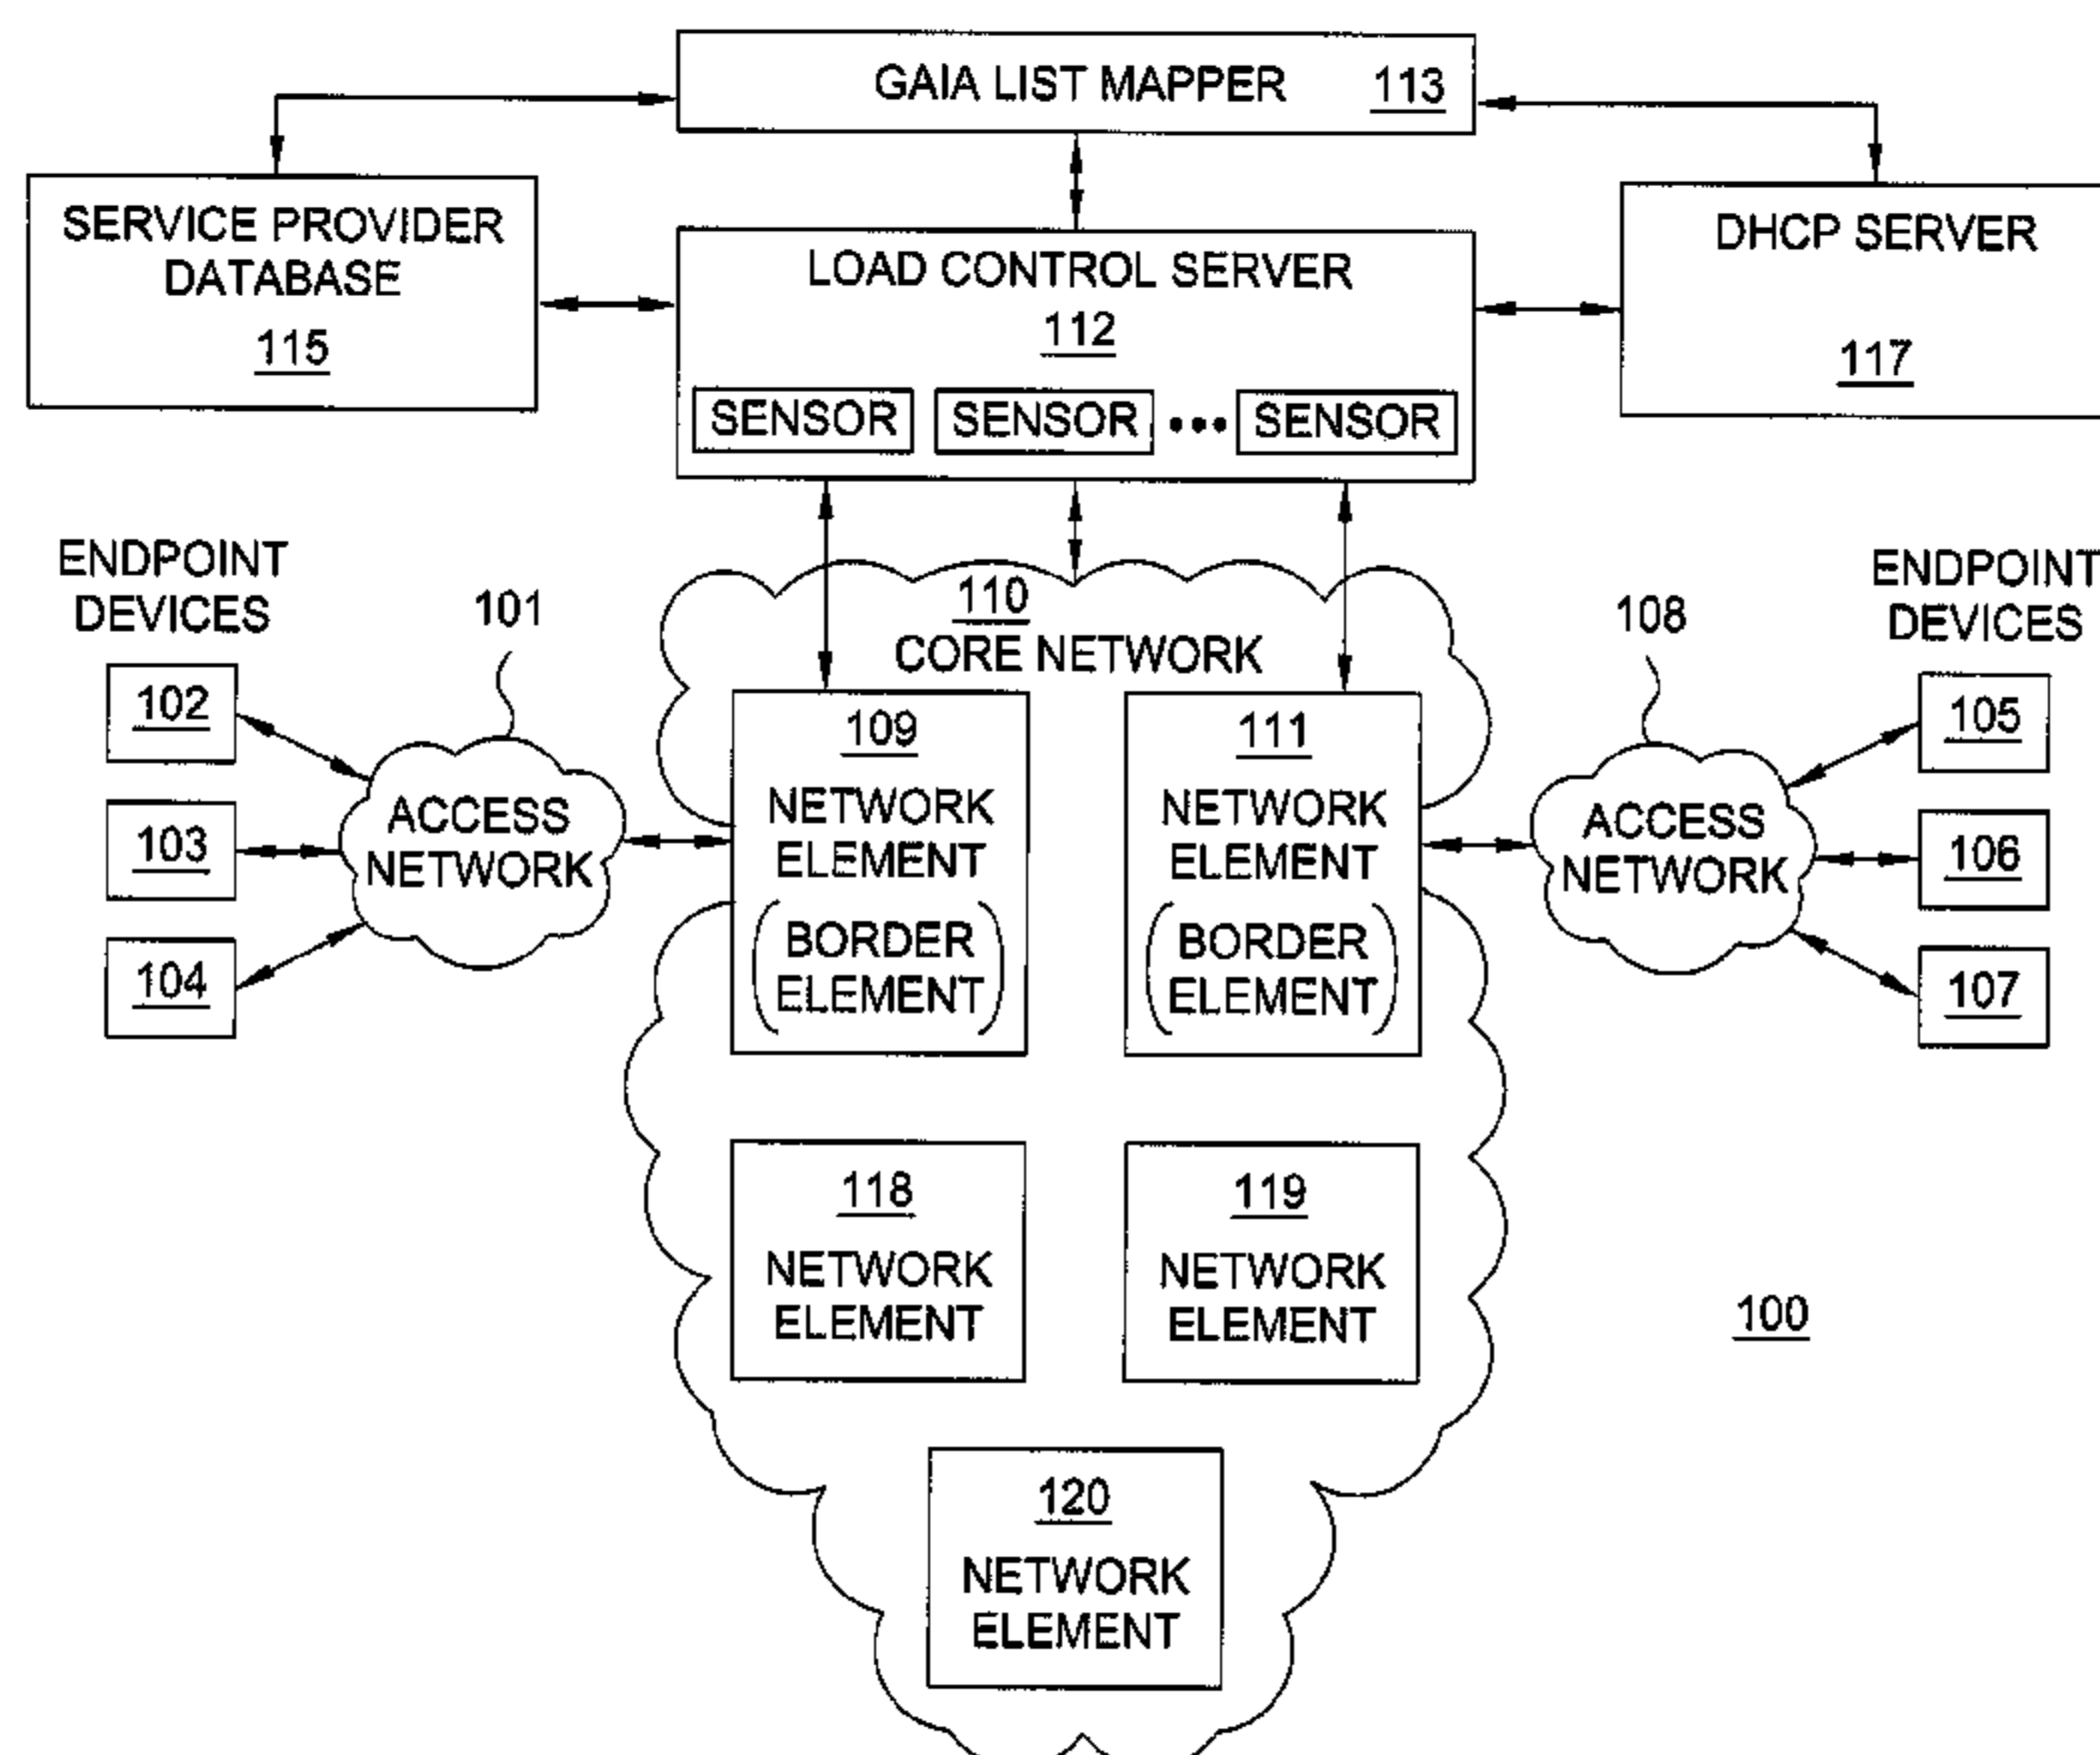 GAIA LIST MAPPER 113
SERVICE PROVIDER
DATABASE
115
LOAD CONTROL SERVER
112
SENSOR SENSOR ••• SENSOR
DHCP SERVER
117
ENDPOINT
DEVICES
101
102
103
104
ACCESS
NETWORK
110
CORE NETWORK
109
NETWORK
ELEMENT
(BORDER
ELEMENT)
111
NETWORK
ELEMENT
(BORDER
ELEMENT)
108
ACCESS
NETWORK
ENDPOINT
DEVICES
105
106
107
118
NETWORK
ELEMENT
119
NETWORK
ELEMENT
100
120
NETWORK
ELEMENT